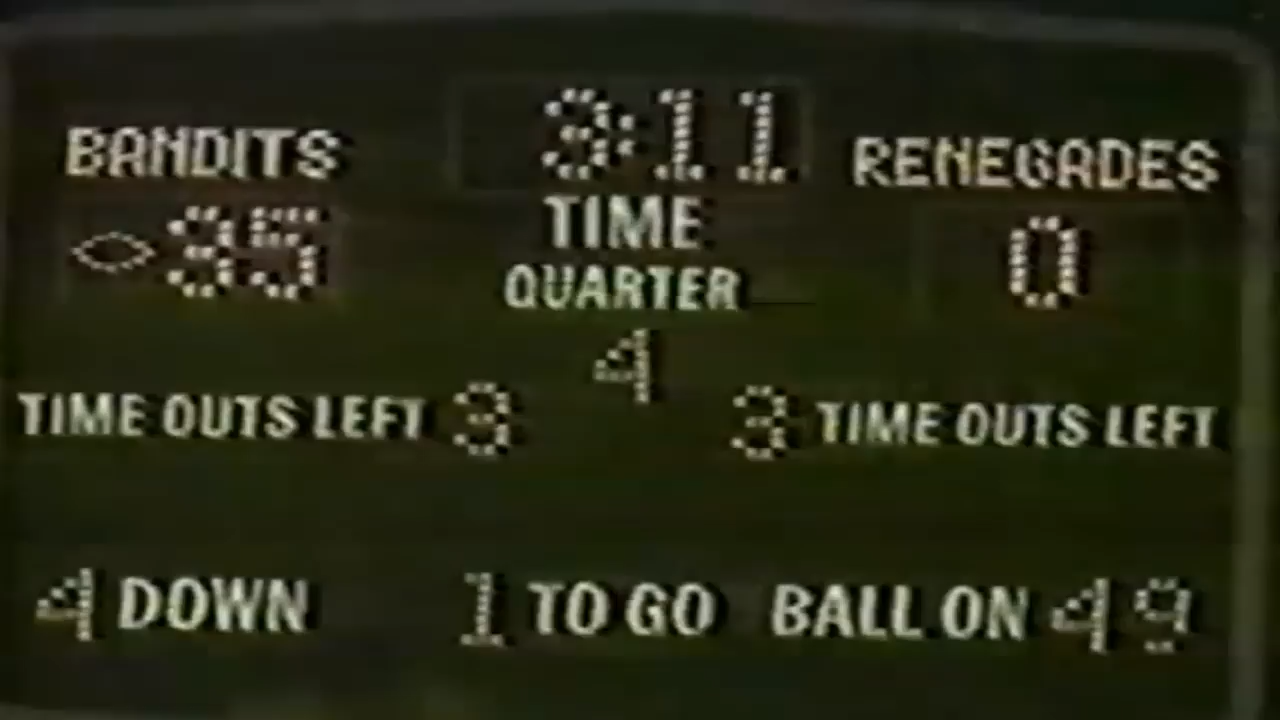 3:11
BANDITS RENEGADES
35 TIME 0
QUARTER
4
TIME OUTS LEFT 3 3 TIME OUTS LEFT
4 DOWN 1 TO GO BALL ON 49